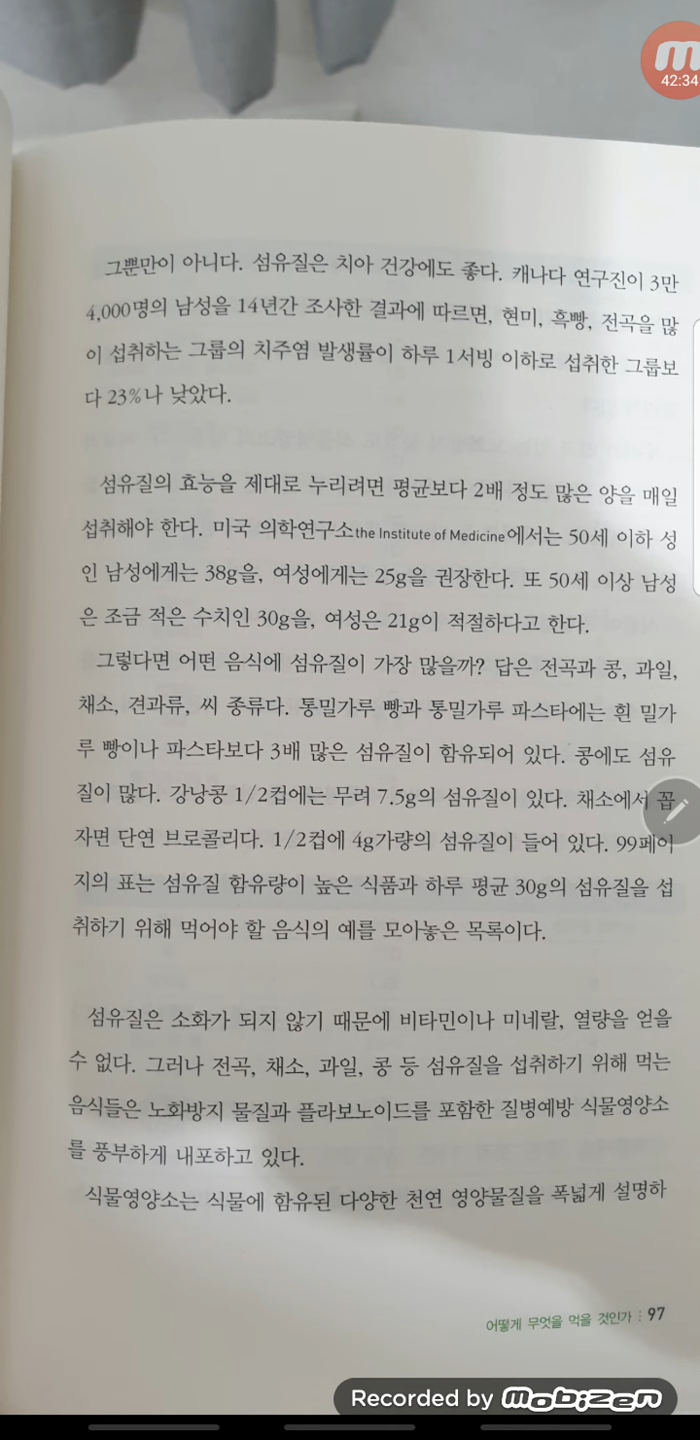 42:34
그뿐만이 아니다. 섬유질은 치아 건강에도 좋다. 캐나다 연구진이 3만
4,000명의 남성을 14년간 조사한 결과에 따르면, 현미, 흑빵, 전곡을 많
이 섭취하는 그룹의 치주염 발생률이 하루 1서빙 이하로 섭취한 그룹보
다 23%나 낮았다.
섬유질의 효능을 제대로 누리려면 평균보다 2배 정도 많은 양을 매일
섭취해야 한다. 미국 의학연구소the Institute of Medicine에서는 50세 이하 성
인 남성에게는 38g을, 여성에게는 25g을 권장한다. 또 50세 이상 남성
은 조금 적은 수치인 30g을, 여성은 21g이 적절하다고 한다.
그렇다면 어떤 음식에 섬유질이 가장 많을까? 답은 전곡과 콩, 과일,
채소, 견과류, 씨 종류다. 통밀가루 빵과 통밀가루 파스타에는 흰 밀가
루 빵이나 파스타보다 3배 많은 섬유질이 함유되어 있다. 콩에도 섬유
질이 많다. 강낭콩 1/2컵에는 무려 7.5g의 섬유질이 있다. 채소에서 꼽
자면 단연 브로콜리다. 1/2컵에 4g가량의 섬유질이 들어 있다. 99페이
지의 표는 섬유질 함유량이 높은 식품과 하루 평균 30g의 섬유질을 섭
취하기 위해 먹어야 할 음식의 예를 모아놓은 목록이다.
섬유질은 소화가 되지 않기 때문에 비타민이나 미네랄, 열량을 얻을
수 없다. 그러나 전곡, 채소, 과일, 콩 등 섬유질을 섭취하기 위해 먹는
음식들은 노화방지 물질과 플라보노이드를 포함한 질병예방 식물영양소
를 풍부하게 내포하고 있다.
식물영양소는 식물에 함유된 다양한 천연 영양물질을 폭넓게 설명하
어떻게 무엇을 먹을 것인가 : 97
Recorded by mobizen